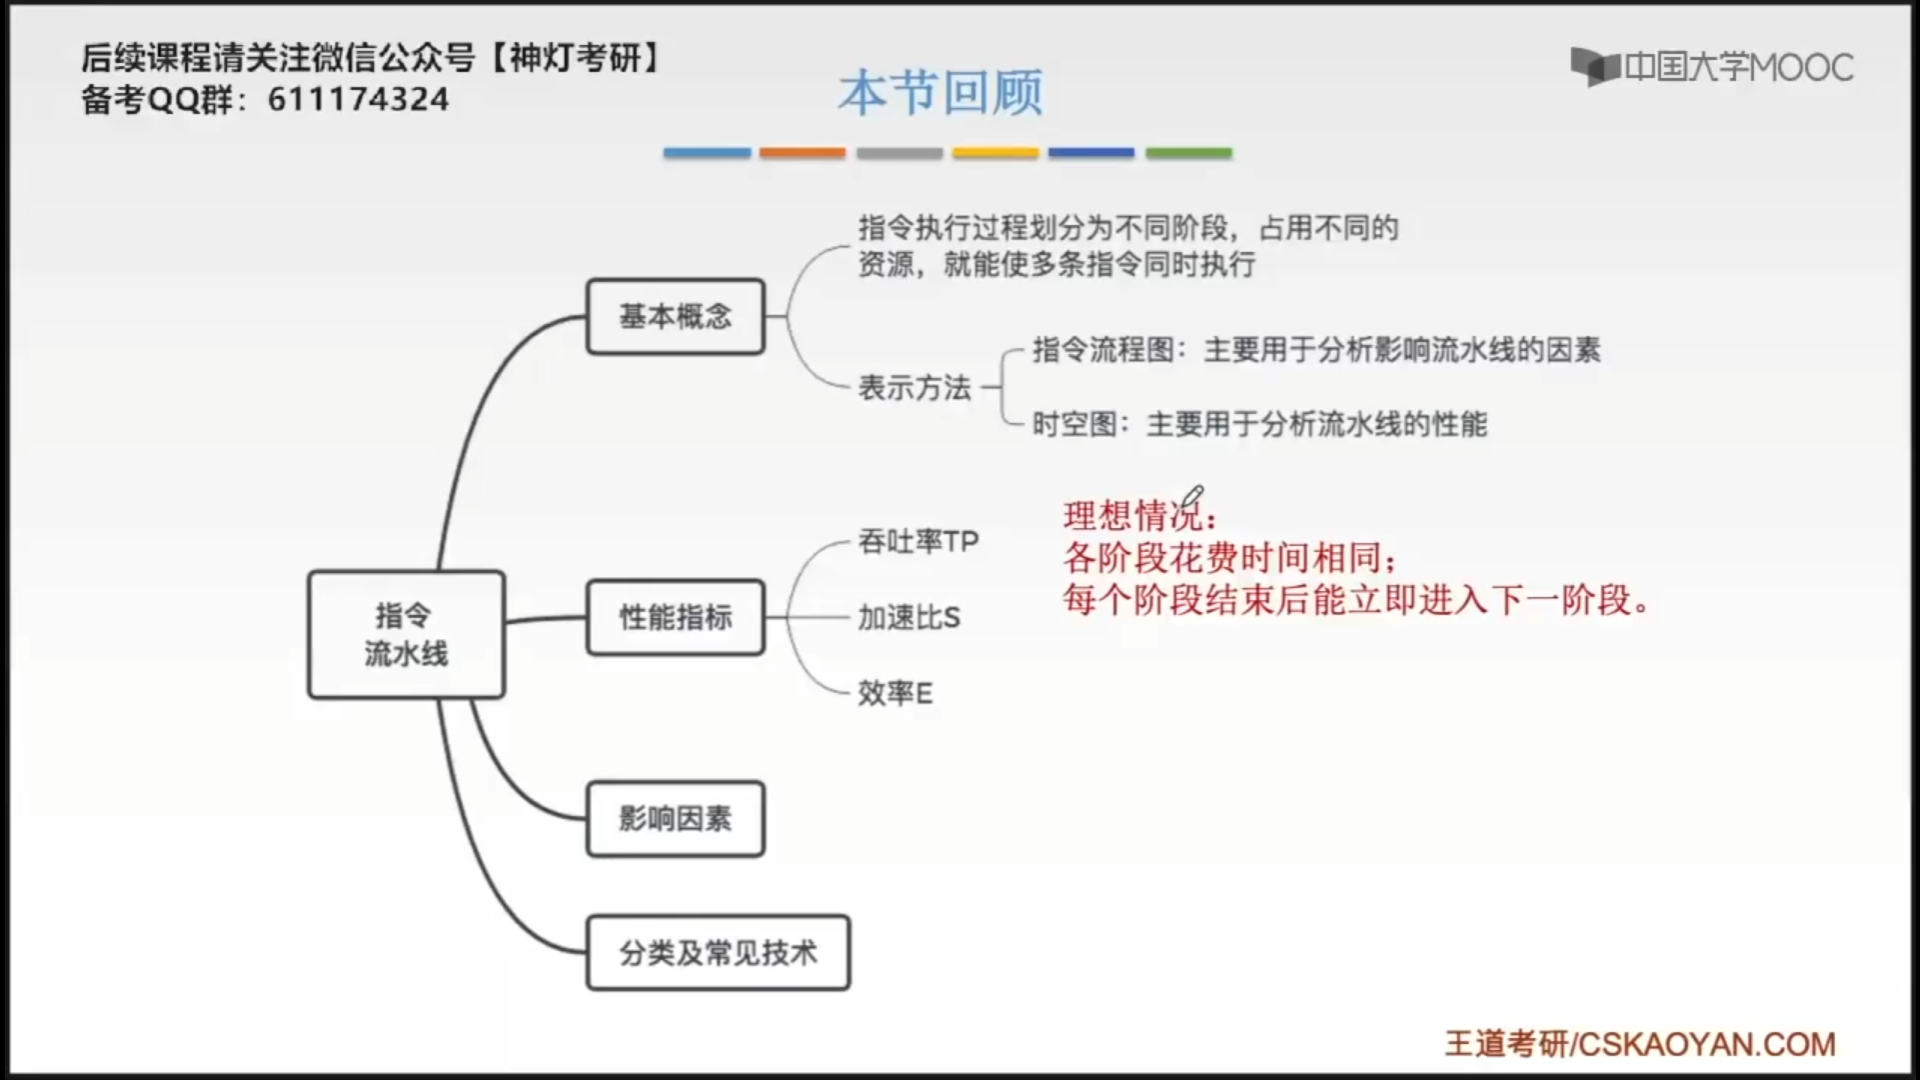 后续课程请关注微信公众号【神灯考研】
备考QQ群：611174324
中国大学MOOC
本节回顾
指令执行过程划分为不同阶段，占用不同的
资源，就能使多条指令同时执行
基本概念
指令流程图：主要用于分析影响流水线的因素
表示方法
时空图：主要用于分析流水线的性能
理想情况：
各阶段花费时间相同；
每个阶段结束后能立即进入下一阶段。
吞吐率TP
指令
流水线
性能指标
加速比S
效率E
影响因素
分类及常见技术
王道考研/CSKAOYAN.COM